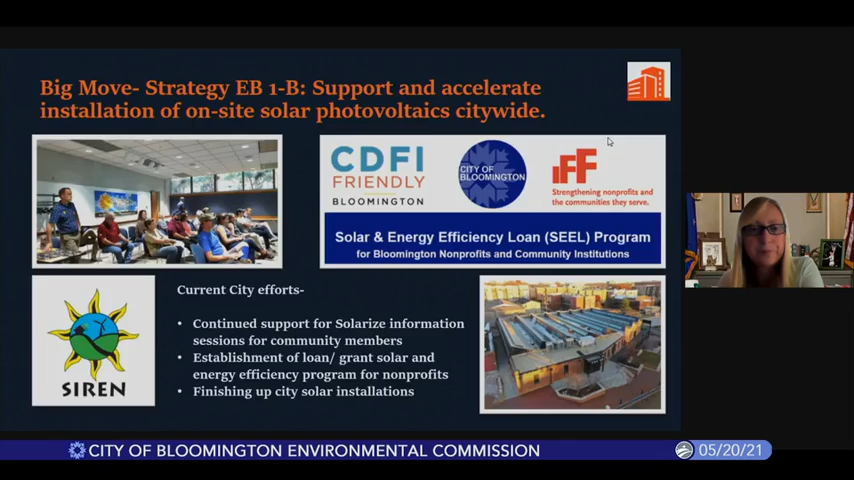 Big Move- Strategy EB 1-B: Support and accelerate
installation of on-site solar photovoltaics citywide.
CDFI
FRIENDLY
BLOOMINGTON
CITY OF
BLOOMINGTON
IFF
Strengthening nonprofits and
the communities they serve.
Solar & Energy Efficiency Loan (SEEL) Program
for Bloomington Nonprofits and Community Institutions
SIREN
Current City efforts-
• Continued support for Solarize information
sessions for community members
• Establishment of loan/ grant solar and
energy efficiency program for nonprofits
• Finishing up city solar installations
CITY OF BLOOMINGTON ENVIRONMENTAL COMMISSION
05/20/21